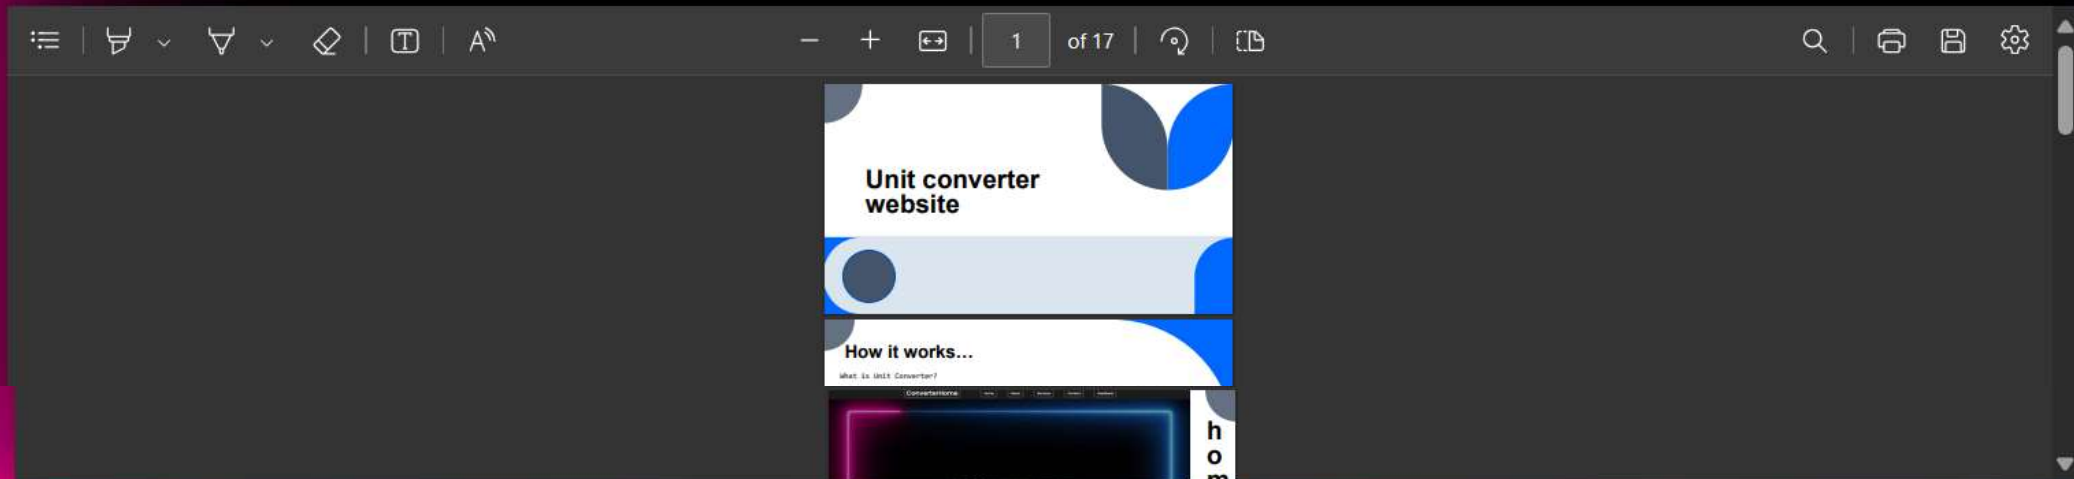 1 of 17
Unit converter
website
How it works...
What is Unit Converter?
ConverterHome
h
o
m